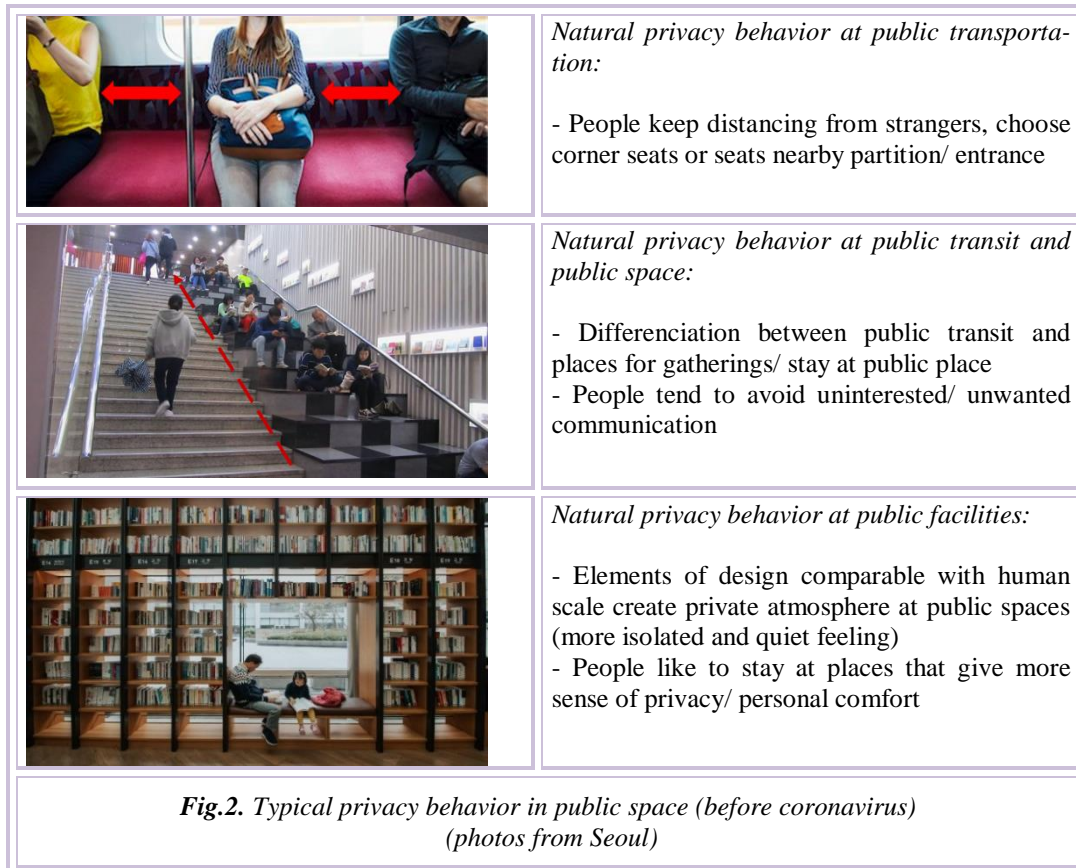 Natural privacy behavior at public transporta-
tion:
- People keep distancing from strangers, choose
corner seats or seats nearby partition/ entrance
Natural privacy behavior at public transit and
public space:
- Differenciation between public transit and
places for gatherings/ stay at public place
- People tend to avoid uninterested/ unwanted
communication
Natural privacy behavior at public facilities:
- Elements of design comparable with human
scale create private atmosphere at public spaces
(more isolated and quiet feeling)
- People like to stay at places that give more
sense of privacy/ personal comfort
Fig.2. Typical privacy behavior in public space (before coronavirus)
(photos from Seoul)